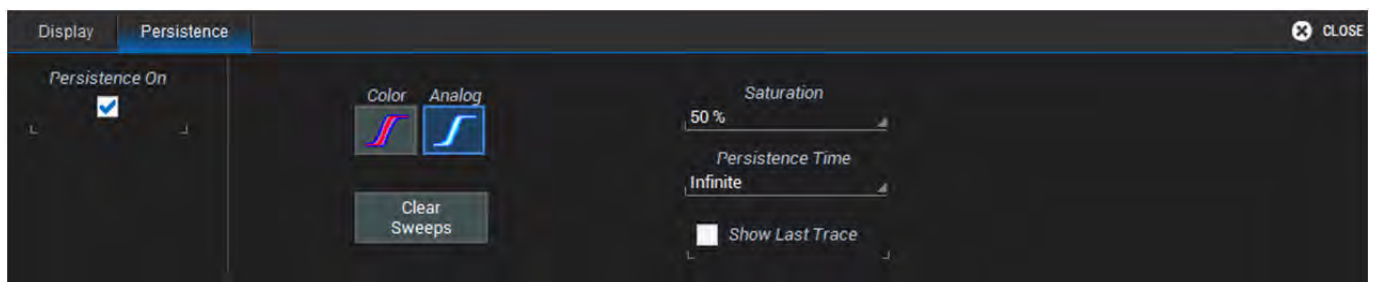 Display Persistence CLOSE
Persistence On
Color Analog
Clear
Sweeps
Saturation
50 %
Persistence Time
Infinite
Show Last Trace